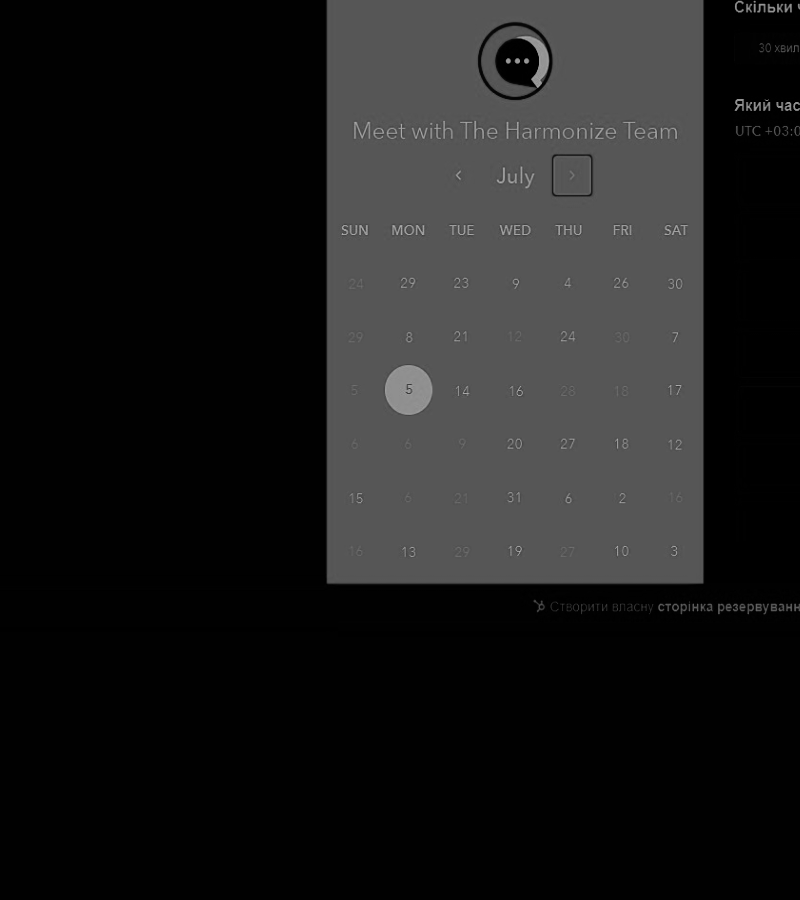 Скільки ч
30 хвил
Meet with The Harmonize Team
Який час
UTC +03:0
July
SUN MON TUE WED THU FRI SAT
24 29 23 9 4 26 30
29 8 21 12 24 30 7
5 5 14 16 28 18 17
6 6 9 20 27 18 12
15 6 21 31 6 2 16
16 13 29 19 27 10 3
Створити власну сторінка резервуванн